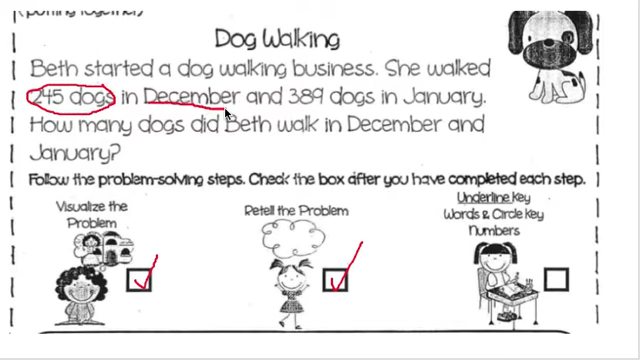 (putting together)
Dog Walking
Beth started a dog walking business. She walked
245 dogs in December and 389 dogs in January.
How many dogs did Beth walk in December and
January?
Follow the problem-solving steps. Check the box after you have completed each step.
Visualize the
Problem
Retell the Problem
Underline key
Words & Circle key
Numbers